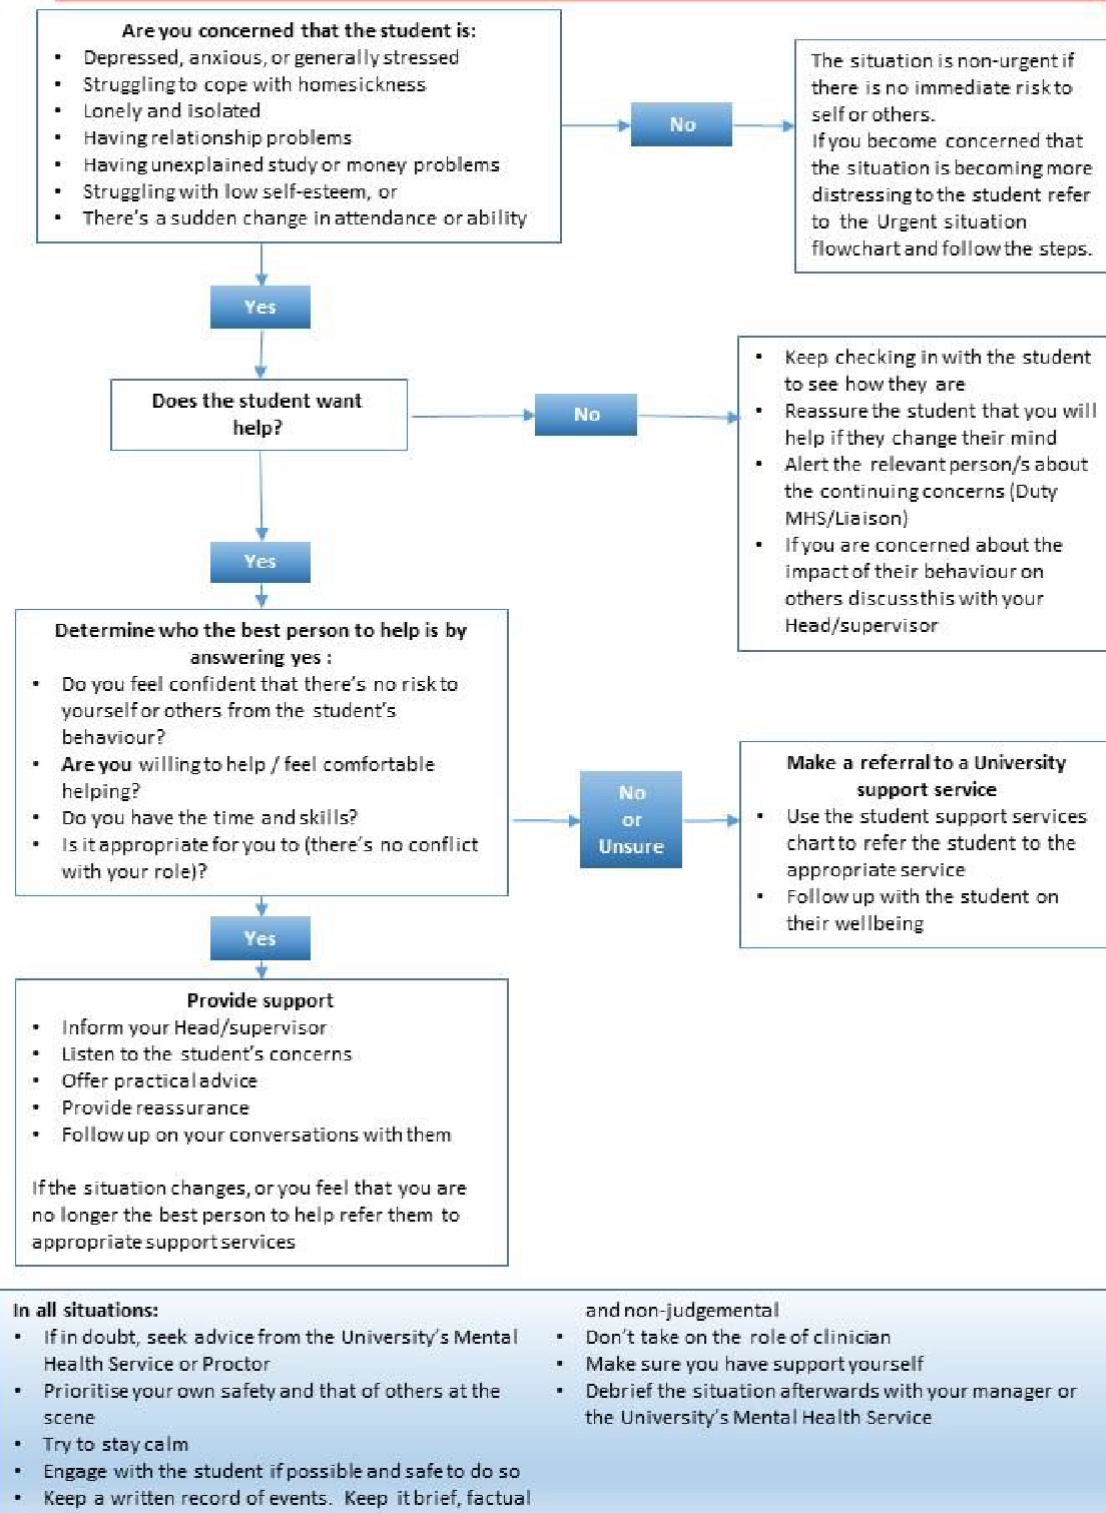 Are you concerned that the student is:
• Depressed, anxious, or generally stressed
• Struggling to cope with homesickness
• Lonely and isolated
• Having relationship problems
• Having unexplained study or money problems
• Struggling with low self-esteem, or
• There's a sudden change in attendance or ability
No
The situation is non-urgent if
there is no immediate risk to
self or others.
If you become concerned that
the situation is becoming more
distressing to the student refer
to the Urgent situation
flowchart and follow the steps.
Yes
Does the student want
help?
No
• Keep checking in with the student
to see how they are
• Reassure the student that you will
help if they change their mind
• Alert the relevant person/s about
the continuing concerns (Duty
MHS/Liaison)
• If you are concerned about the
impact of their behaviour on
others discuss this with your
Head/supervisor
Yes
Determine who the best person to help is by
answering yes :
• Do you feel confident that there's no risk to
yourself or others from the student's
behaviour?
• Are you willing to help / feel comfortable
helping?
• Do you have the time and skills?
• Is it appropriate for you to (there's no conflict
with your role)?
No
or
Unsure
Make a referral to a University
support service
• Use the student support services
chart to refer the student to the
appropriate service
• Follow up with the student on
their wellbeing
Yes
Provide support
• Inform your Head/supervisor
• Listen to the student's concerns
• Offer practical advice
• Provide reassurance
• Follow up on your conversations with them
If the situation changes, or you feel that you are
no longer the best person to help refer them to
appropriate support services
In all situations:
• If in doubt, seek advice from the University's Mental
Health Service or Proctor
• Prioritise your own safety and that of others at the
scene
• Try to stay calm
• Engage with the student if possible and safe to do so
• Keep a written record of events. Keep it brief, factual
and non-judgemental
• Don't take on the role of clinician
• Make sure you have support yourself
• Debrief the situation afterwards with your manager or
the University's Mental Health Service